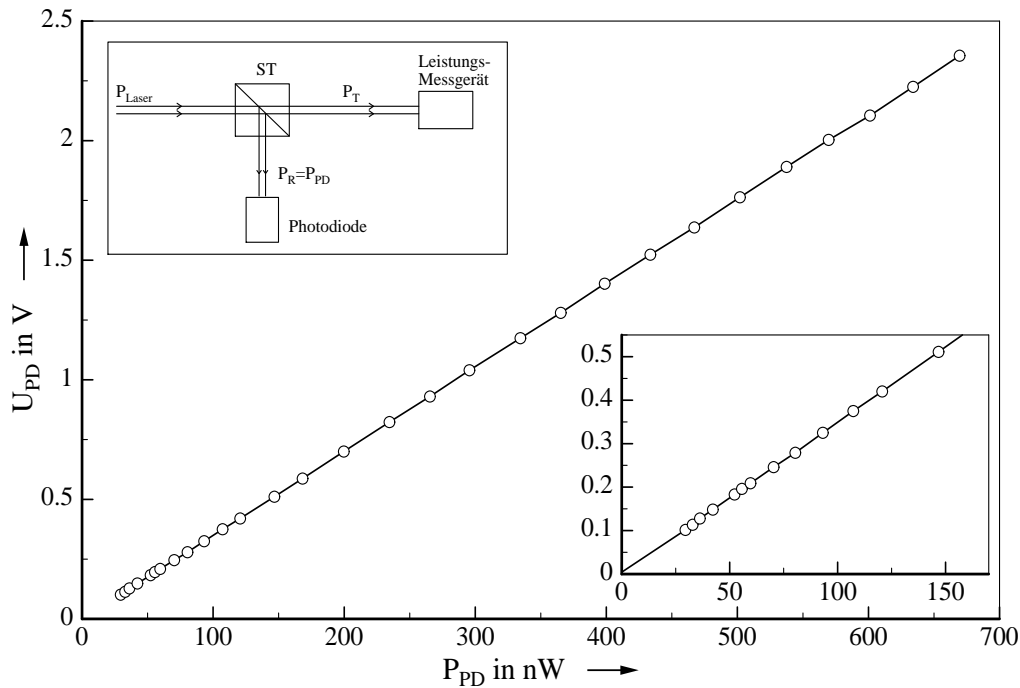 2.5
2
1.5
1
0.5
0
U_PD in V
Leistungs-
Messgerät
ST
P_Laser
P_T
P_R=P_PD
Photodiode
0.5
0.4
0.3
0.2
0.1
0
0 50 100 150
0 100 200 300 400 500 600 700
P_PD in nW